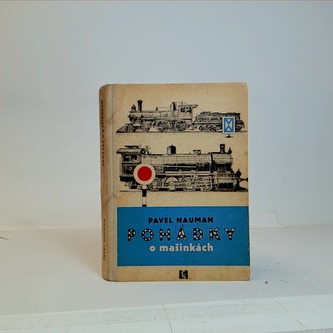 PAVEL NAUMAN
POHÁDKY
o mašinkách